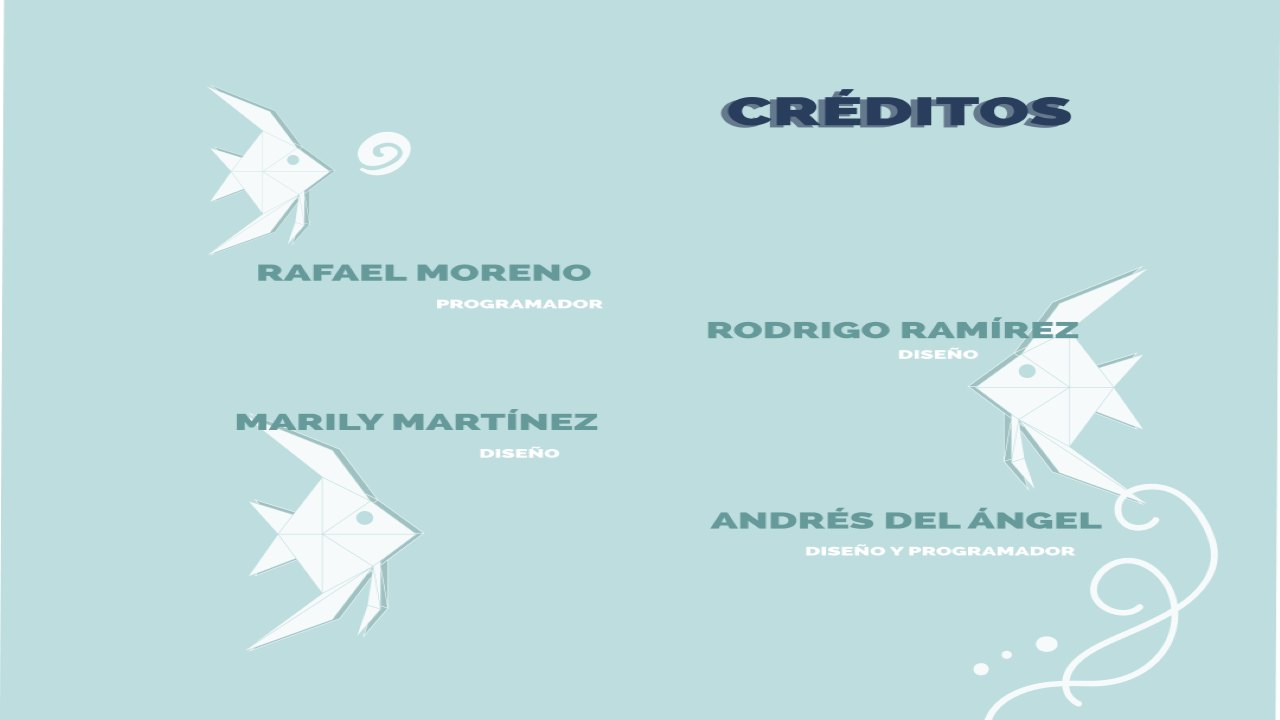 CRÉDITOS
RAFAEL MORENO
PROGRAMADOR
MARILY MARTÍNEZ
DISEÑO
RODRIGO RAMÍREZ
DISEÑO
ANDRÉS DEL ÁNGEL
DISEÑO Y PROGRAMADOR